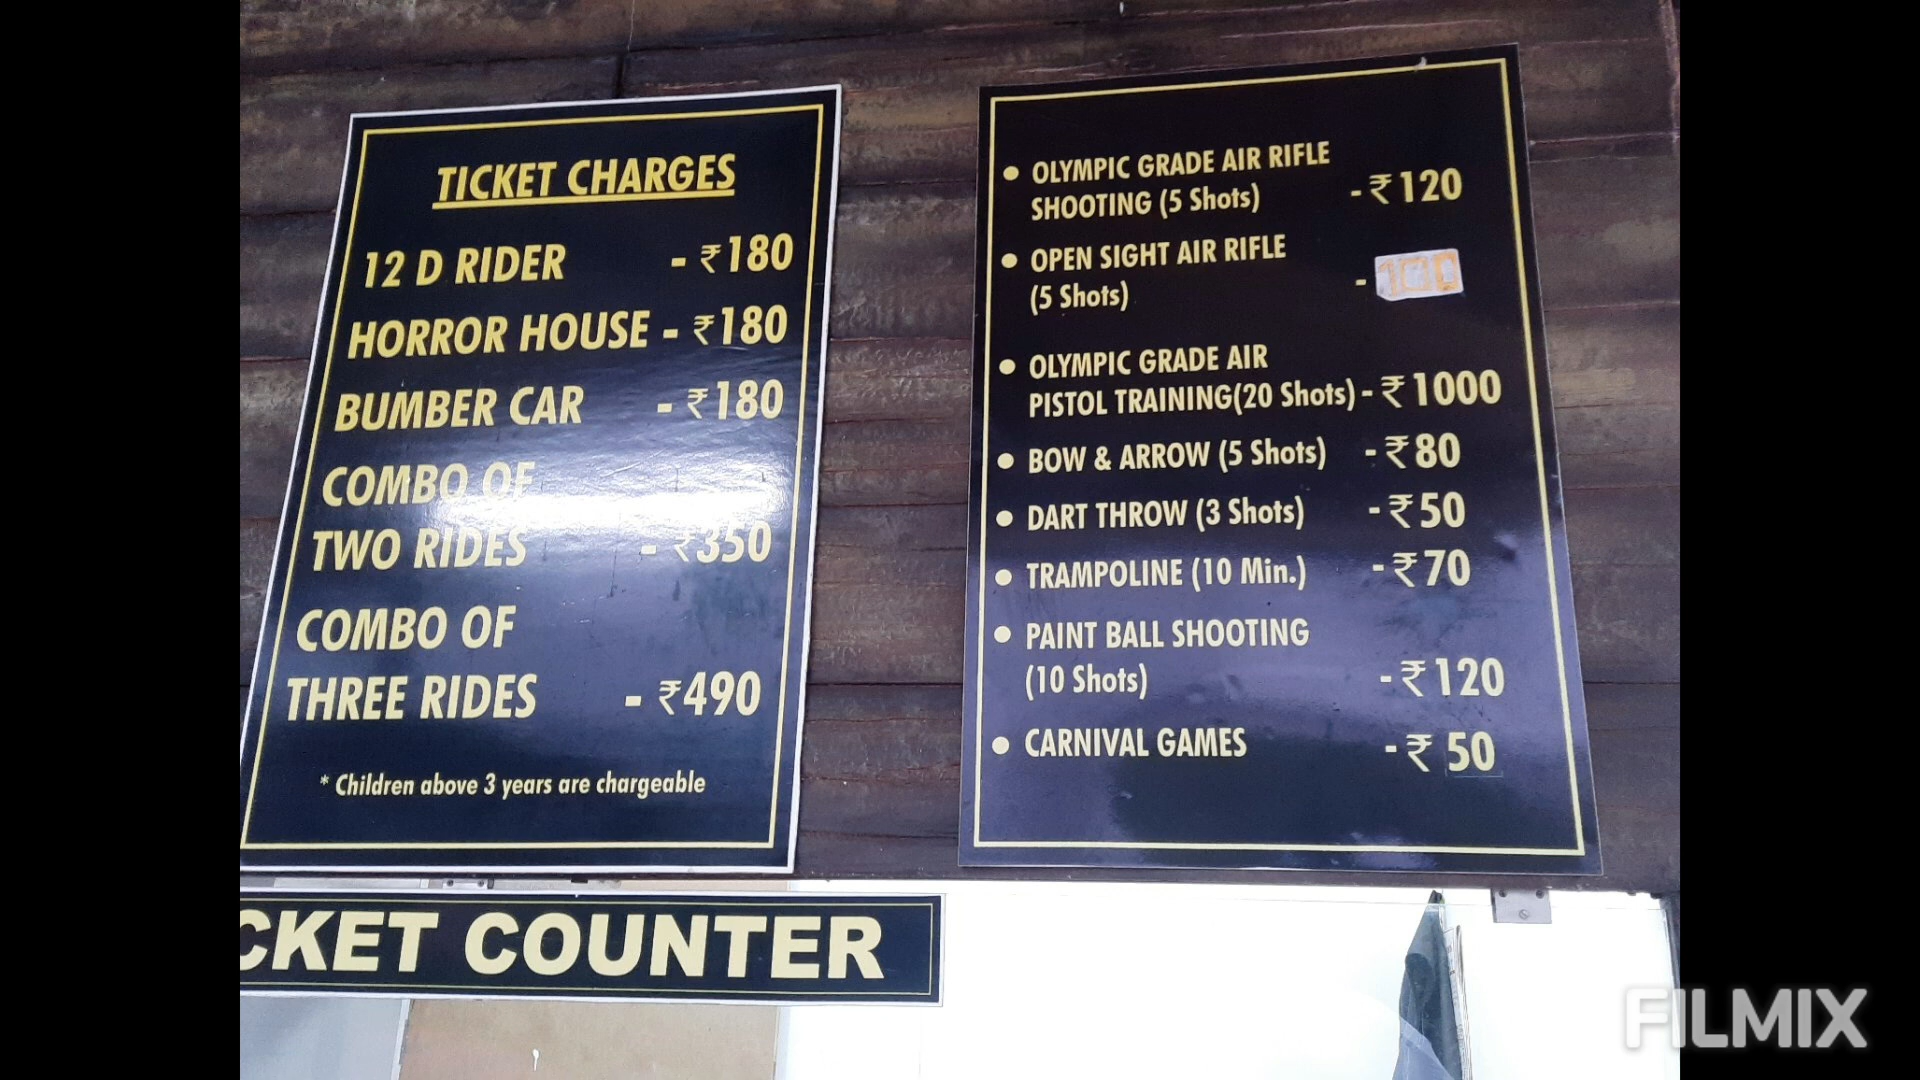 TICKET CHARGES
12 D RIDER - ₹180
HORROR HOUSE - ₹180
BUMBER CAR - ₹180
COMBO OF
TWO RIDES - ₹350
COMBO OF
THREE RIDES - ₹490
* Children above 3 years are chargeable
• OLYMPIC GRADE AIR RIFLE
SHOOTING (5 Shots) - ₹120
• OPEN SIGHT AIR RIFLE
(5 Shots) - 100
• OLYMPIC GRADE AIR
PISTOL TRAINING(20 Shots) - ₹1000
• BOW & ARROW (5 Shots) - ₹80
• DART THROW (3 Shots) - ₹50
• TRAMPOLINE (10 Min.) - ₹70
• PAINT BALL SHOOTING
(10 Shots) - ₹120
• CARNIVAL GAMES - ₹50
CKET COUNTER
FILMIX